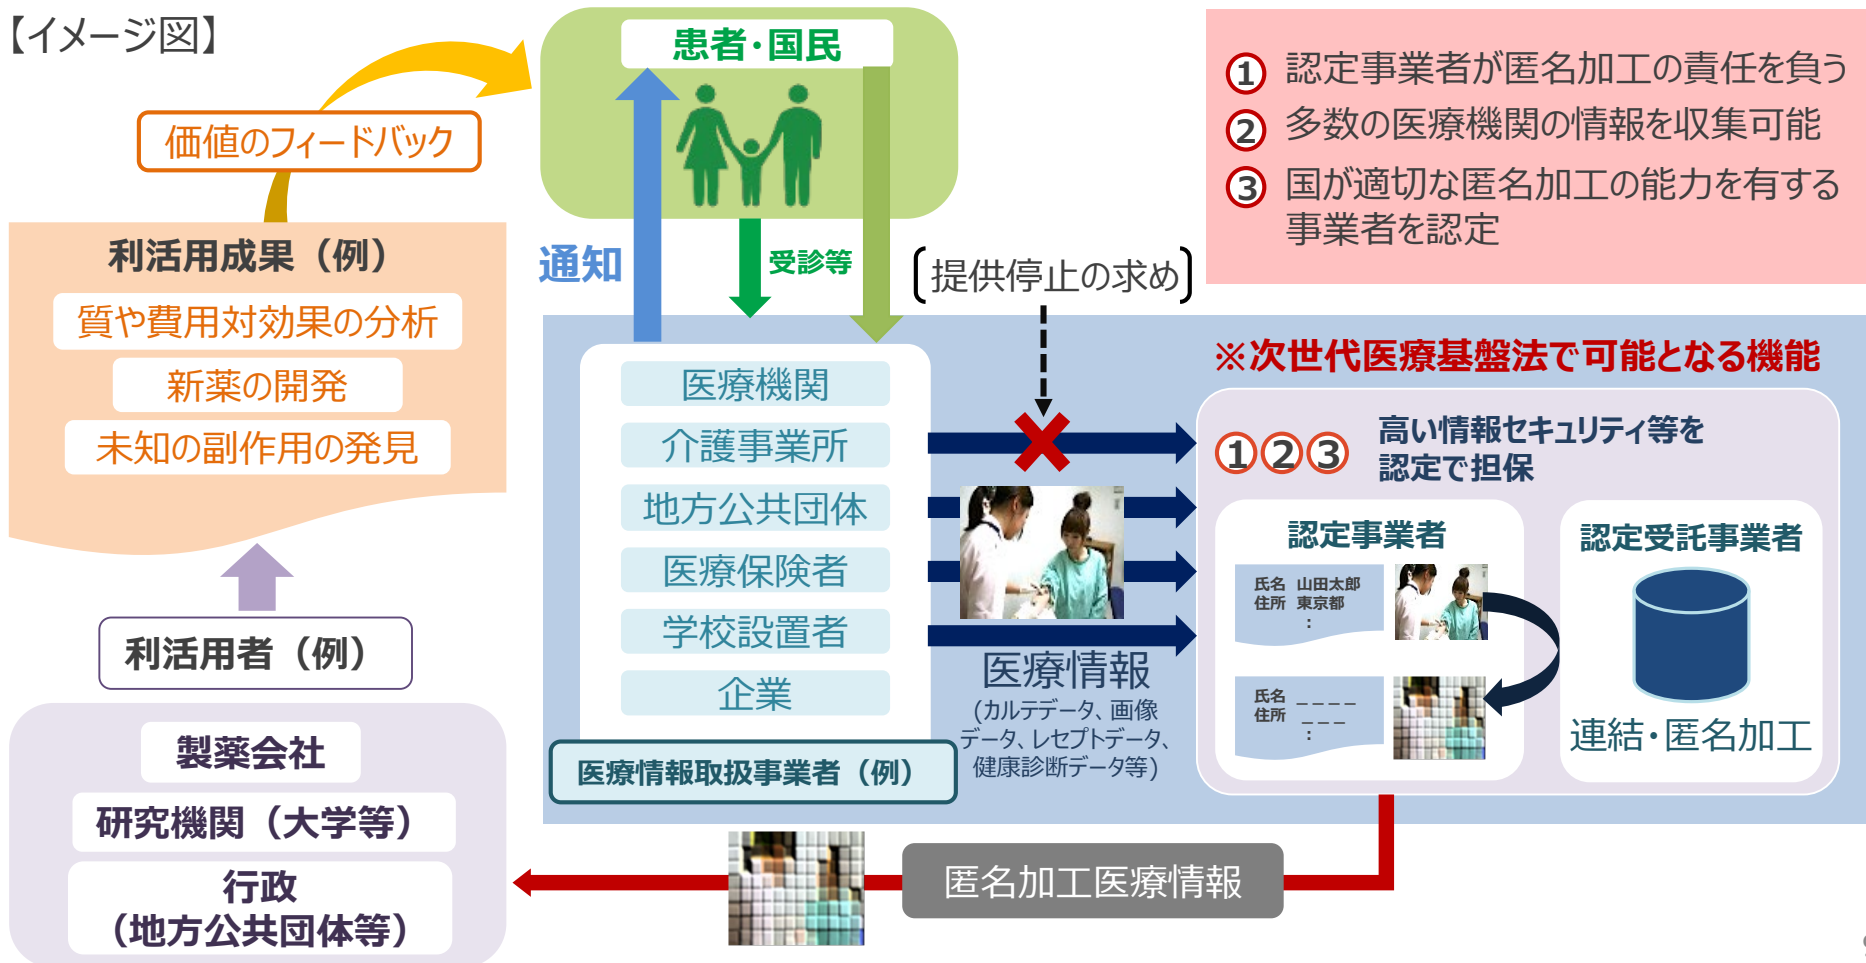 【イメージ図】
患者・国民
① 認定事業者が匿名加工の責任を負う
② 多数の医療機関の情報を収集可能
③ 国が適切な匿名加工の能力を有する
事業者を認定
価値のフィードバック
利活用成果（例）
質や費用対効果の分析
新薬の開発
未知の副作用の発見
通知
受診等
〔提供停止の求め〕
※次世代医療基盤法で可能となる機能
医療機関
介護事業所
地方公共団体
医療保険者
学校設置者
企業
医療情報取扱事業者（例）
①②③
高い情報セキュリティ等を
認定で担保
認定事業者
氏名 山田太郎
住所 東京都
：
氏名 ＿＿＿＿
住所 ＿＿＿
：
認定受託事業者
連結・匿名加工
医療情報
(カルテデータ、画像
データ、レセプトデータ、
健康診断データ等)
利活用者（例）
製薬会社
研究機関（大学等）
行政
（地方公共団体等）
匿名加工医療情報